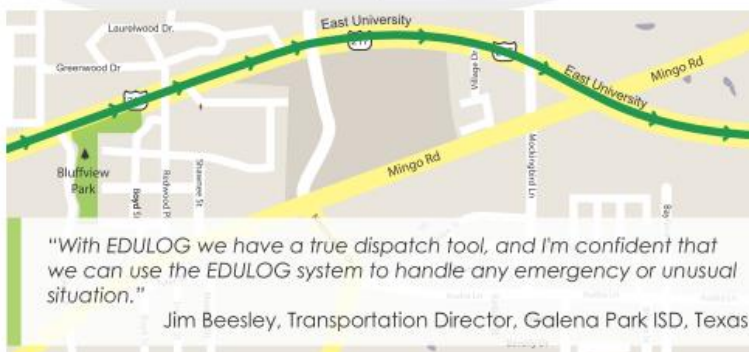 Laurelwood Dr.
East University
Greenwood Dr
Village Dr
East University
Mingo Rd
Bluffview
Park
Boyd St
Redwood Pl
Shawnee St
Mingo Rd
Mockingbird Ln
"With EDULOG we have a true dispatch tool, and I'm confident that
we can use the EDULOG system to handle any emergency or unusual
situation."
Jim Beesley, Transportation Director, Galena Park ISD, Texas